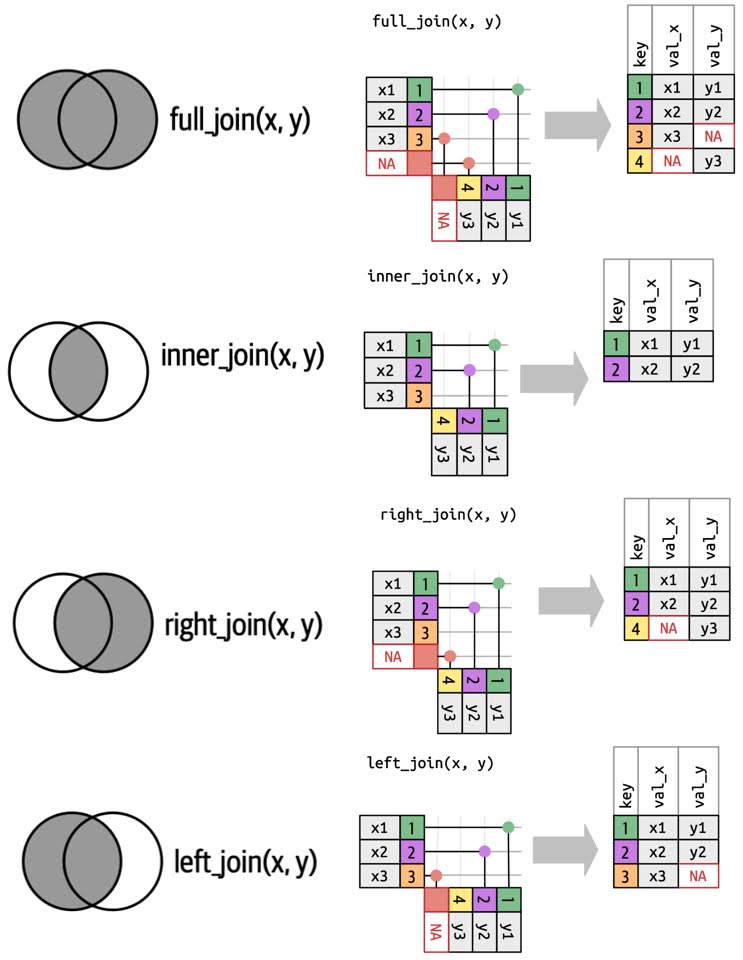 full_join(x, y)
full_join(x, y)
x1 1
x2 2
x3 3
NA
4 2 1
NA y3 y2 y1
key val_x val_y
1 x1 y1
2 x2 y2
3 x3 NA
4 NA y3
inner_join(x, y)
inner_join(x, y)
x1 1
x2 2
x3 3
4 2 1
y3 y2 y1
key val_x val_y
1 x1 y1
2 x2 y2
right_join(x, y)
right_join(x, y)
x1 1
x2 2
x3 3
NA
4 2 1
y3 y2 y1
key val_x val_y
1 x1 y1
2 x2 y2
4 NA y3
left_join(x, y)
left_join(x, y)
x1 1
x2 2
x3 3
4 2 1
NA y3 y2 y1
key val_x val_y
1 x1 y1
2 x2 y2
3 x3 NA